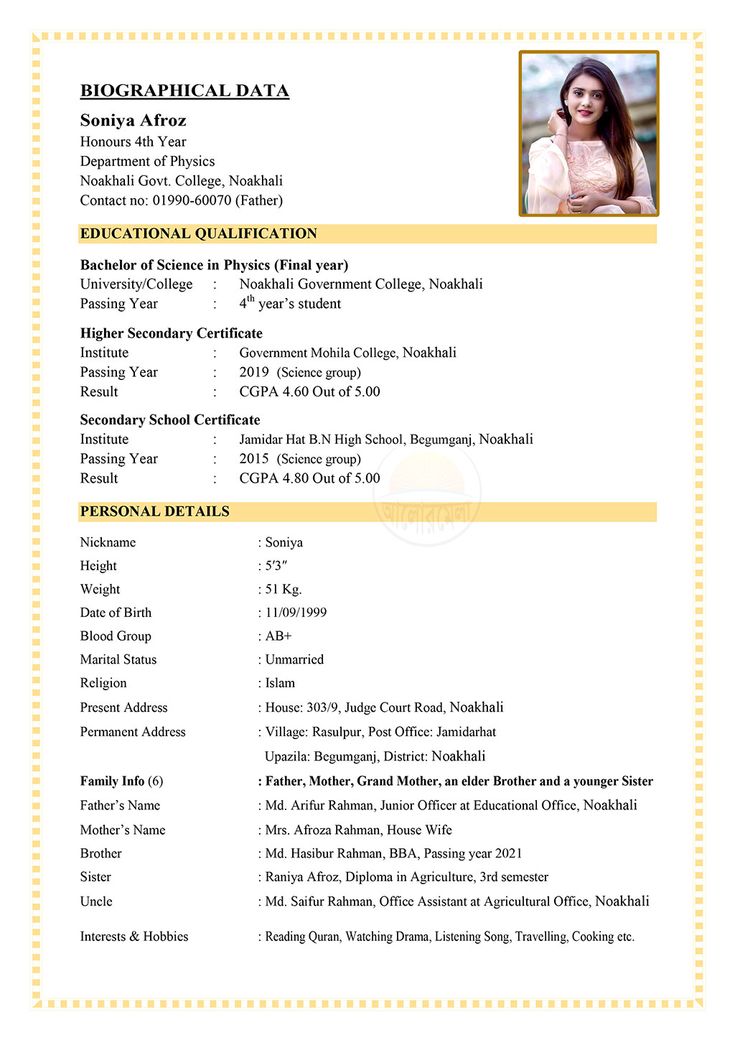 BIOGRAPHICAL DATA
Soniya Afroz
Honours 4th Year
Department of Physics
Noakhali Govt. College, Noakhali
Contact no: 01990-60070 (Father)
EDUCATIONAL QUALIFICATION
Bachelor of Science in Physics (Final year)
University/College : Noakhali Government College, Noakhali
Passing Year : 4th year's student
Higher Secondary Certificate
Institute : Government Mohila College, Noakhali
Passing Year : 2019 (Science group)
Result : CGPA 4.60 Out of 5.00
Secondary School Certificate
Institute : Jamidar Hat B.N High School, Begumganj, Noakhali
Passing Year : 2015 (Science group)
Result : CGPA 4.80 Out of 5.00
আলোরমেলা
PERSONAL DETAILS
Nickname : Soniya
Height : 5'3"
Weight : 51 Kg.
Date of Birth : 11/09/1999
Blood Group : AB+
Marital Status : Unmarried
Religion : Islam
Present Address : House: 303/9, Judge Court Road, Noakhali
Permanent Address : Village: Rasulpur, Post Office: Jamidarhat
Upazila: Begumganj, District: Noakhali
Family Info (6) : Father, Mother, Grand Mother, an elder Brother and a younger Sister
Father's Name : Md. Arifur Rahman, Junior Officer at Educational Office, Noakhali
Mother's Name : Mrs. Afroza Rahman, House Wife
Brother : Md. Hasibur Rahman, BBA, Passing year 2021
Sister : Raniya Afroz, Diploma in Agriculture, 3rd semester
Uncle : Md. Saifur Rahman, Office Assistant at Agricultural Office, Noakhali
Interests & Hobbies : Reading Quran, Watching Drama, Listening Song, Travelling, Cooking etc.